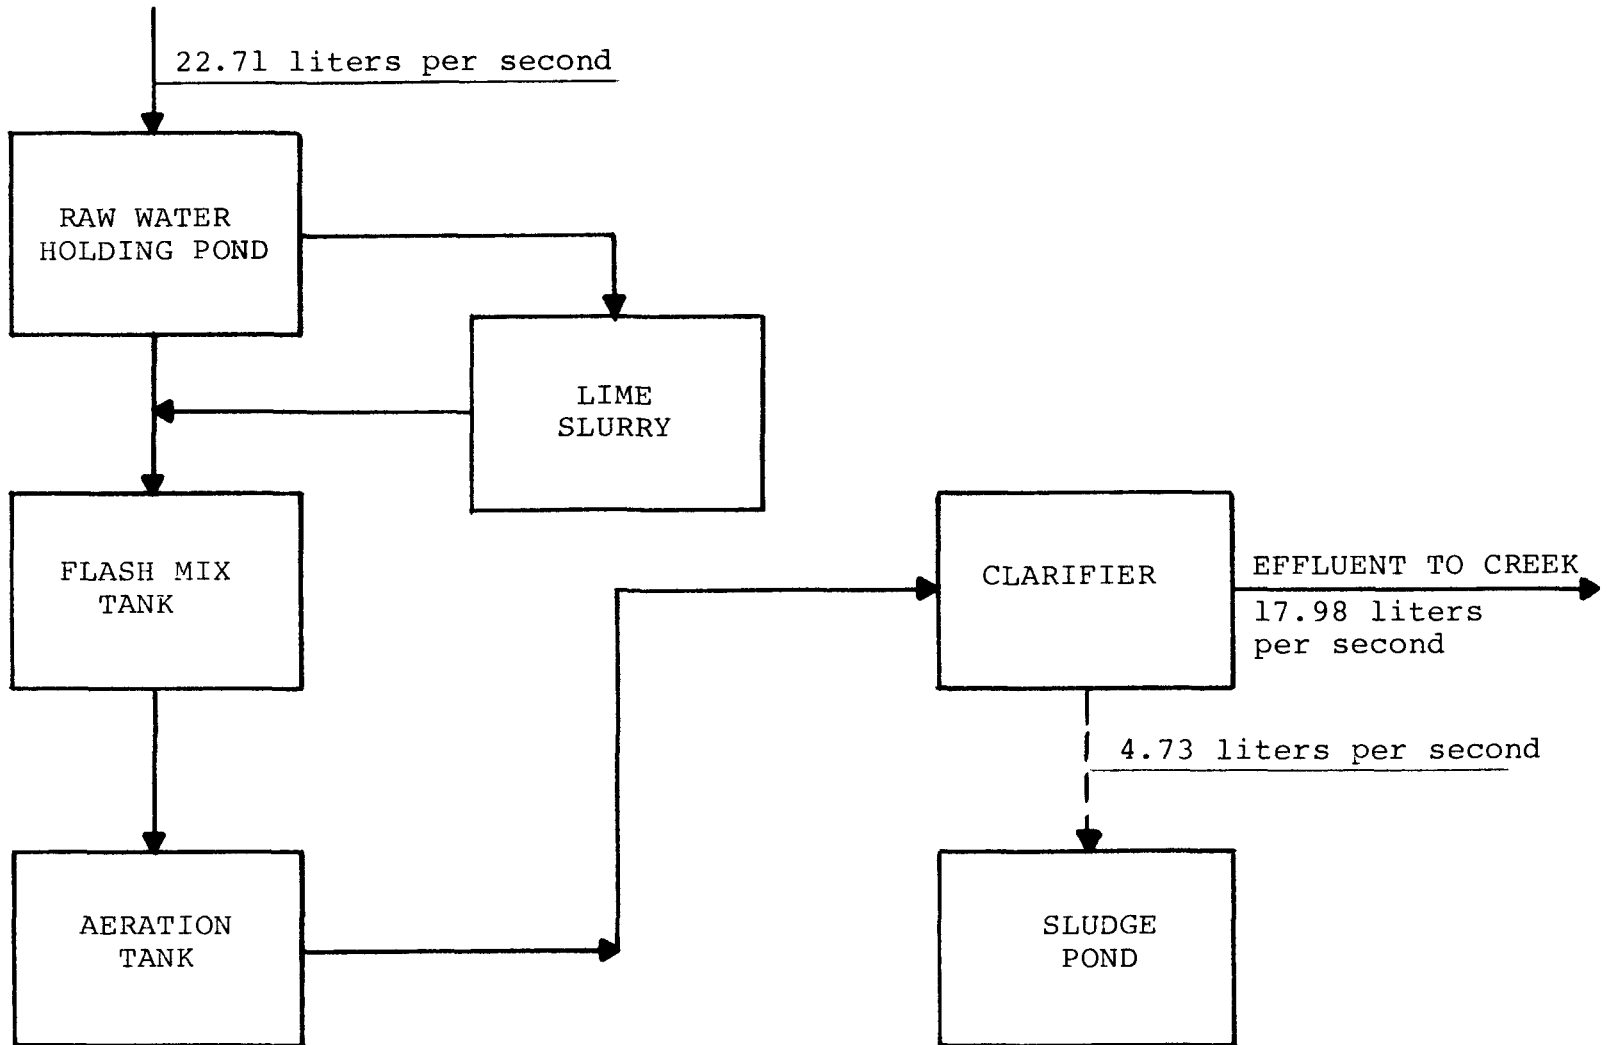 22.71 liters per second
RAW WATER
HOLDING POND
LIME
SLURRY
FLASH MIX
TANK
CLARIFIER
EFFLUENT TO CREEK
17.98 liters
per second
4.73 liters per second
AERATION
TANK
SLUDGE
POND